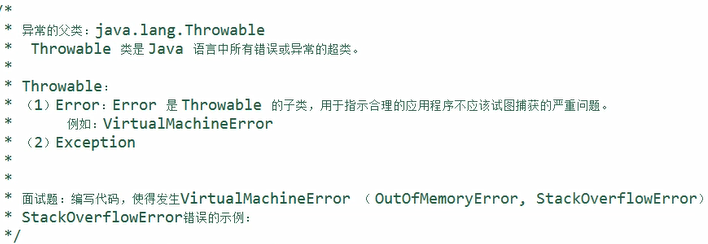 /*
* 异常的父类：java.lang.Throwable
* Throwable 类是 Java 语言中所有错误或异常的超类。
*
* Throwable：
* （1）Error：Error 是 Throwable 的子类，用于指示合理的应用程序不应该试图捕获的严重问题。
* 例如：VirtualMachineError
* （2）Exception
*
*
* 面试题：编写代码，使得发生VirtualMachineError （ OutOfMemoryError, StackOverflowError）
* StackOverflowError错误的示例：
*/